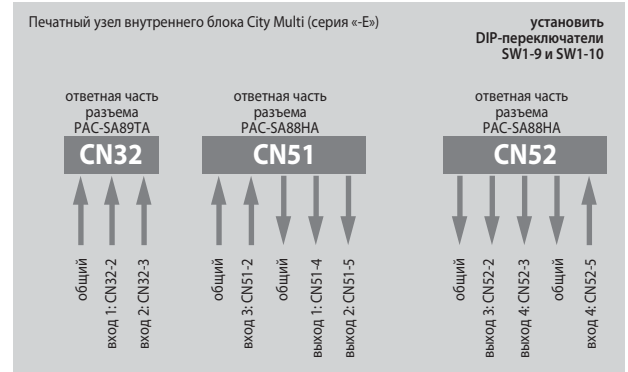 Печатный узел внутреннего блока City Multi (серия «-E»)
установить
DIP-переключатели
SW1-9 и SW1-10
ответная часть
разъема
PAC-SA89TA
CN32
ответная часть
разъема
PAC-SA88HA
CN51
ответная часть
разъема
PAC-SA88HA
CN52
общий
вход 1: CN32-2
вход 2: CN32-3
общий
вход 3: CN51-2
общий
выход 1: CN51-4
выход 2: CN51-5
общий
выход 3: CN52-2
выход 4: CN52-3
общий
вход 4: CN52-5